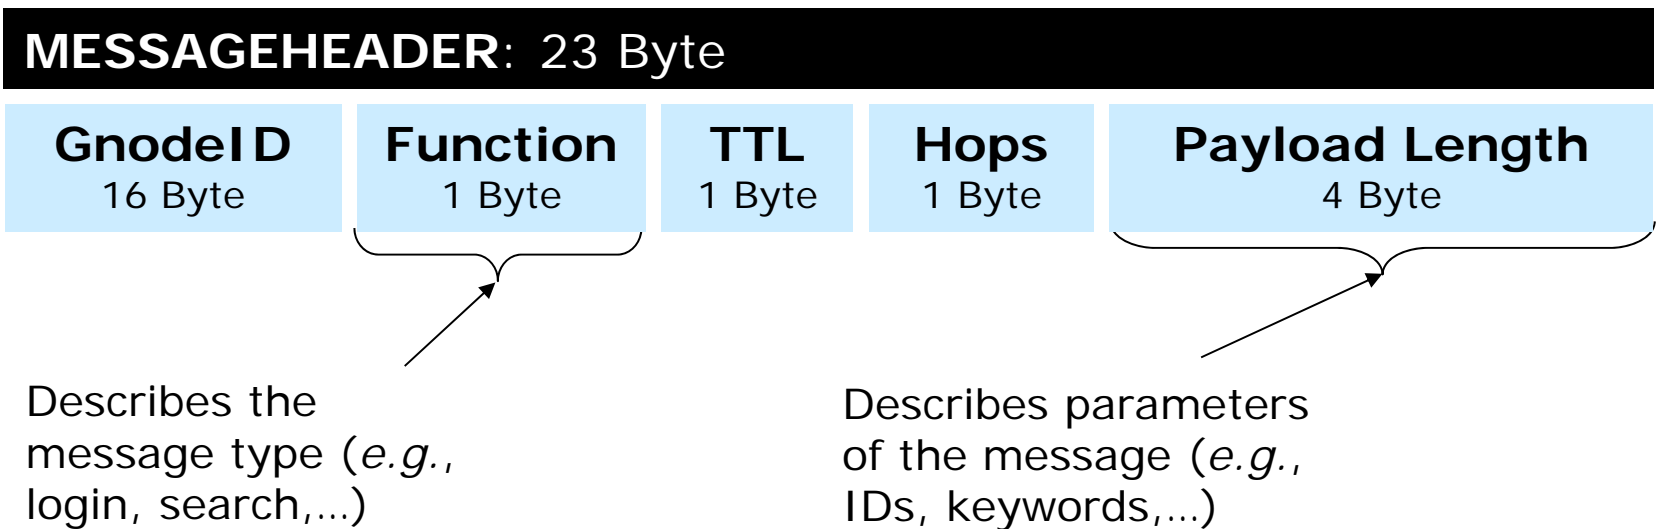 MESSAGEHEADER: 23 Byte
GnodeID
16 Byte
Function
1 Byte
TTL
1 Byte
Hops
1 Byte
Payload Length
4 Byte
Describes the
message type (e.g.,
login, search,...)
Describes parameters
of the message (e.g.,
IDs, keywords,...)